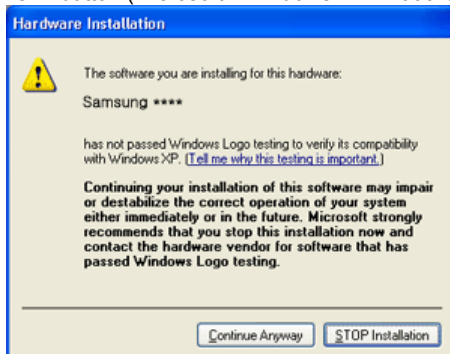 Hardware Installation
The software you are installing for this hardware:
Samsung ****
has not passed Windows Logo testing to verify its compatibility
with Windows XP. (Tell me why this testing is important.)
Continuing your installation of this software may impair
or destabilize the correct operation of your system
either immediately or in the future. Microsoft strongly
recommends that you stop this installation now and
contact the hardware vendor for software that has
passed Windows Logo testing.
Continue Anyway STOP Installation